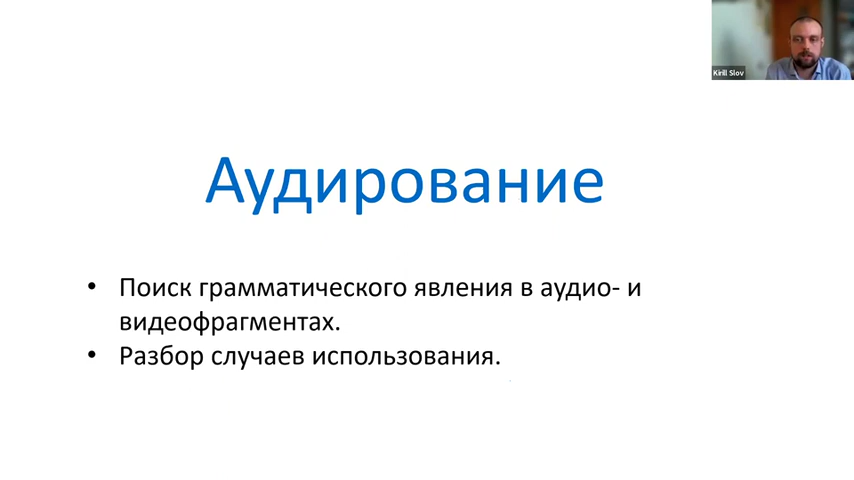 Kirill Slov
Аудирование
• Поиск грамматического явления в аудио- и
видеофрагментах.
• Разбор случаев использования.